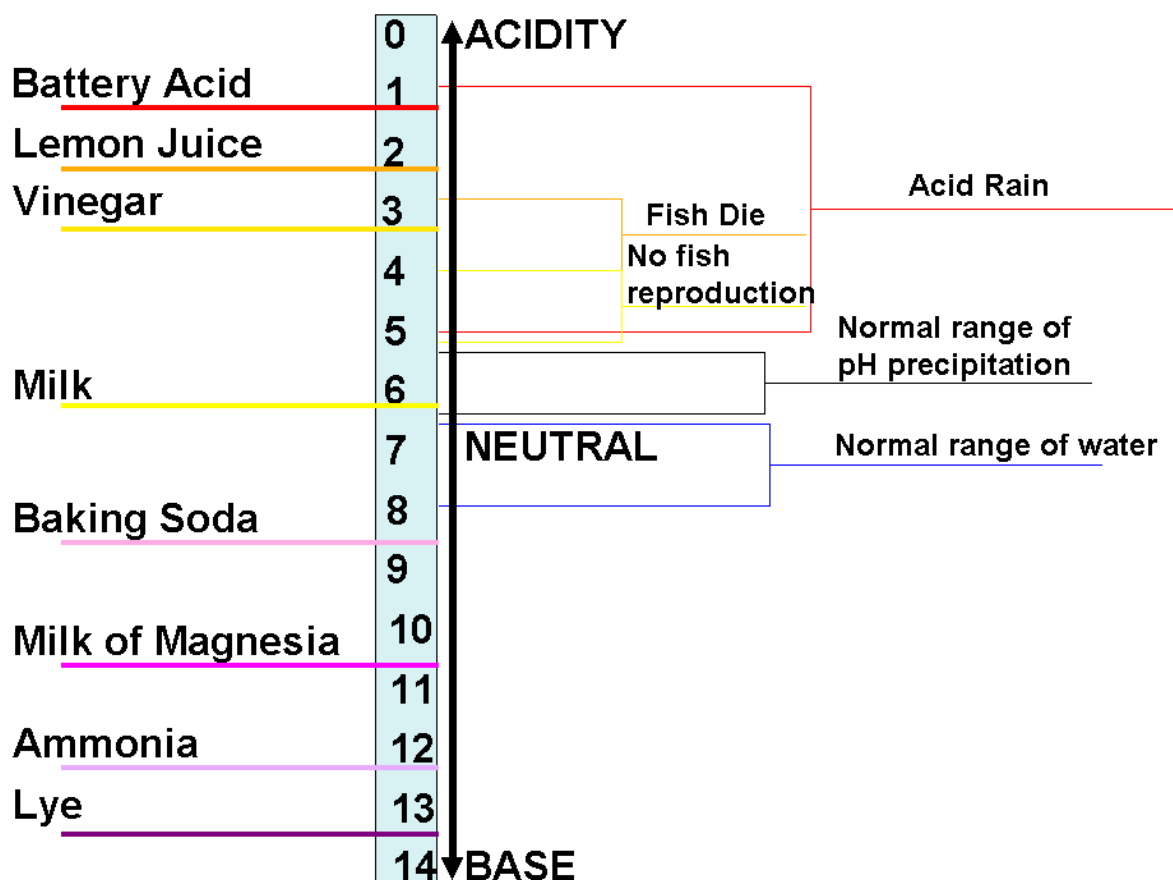 0
ACIDITY
Battery Acid
1
Lemon Juice
2
Vinegar
3
Acid Rain
Fish Die
No fish
reproduction
4
5
Normal range of
pH precipitation
Milk
6
NEUTRAL
7
Normal range of water
8
Baking Soda
9
10
Milk of Magnesia
11
Ammonia
12
Lye
13
14
BASE